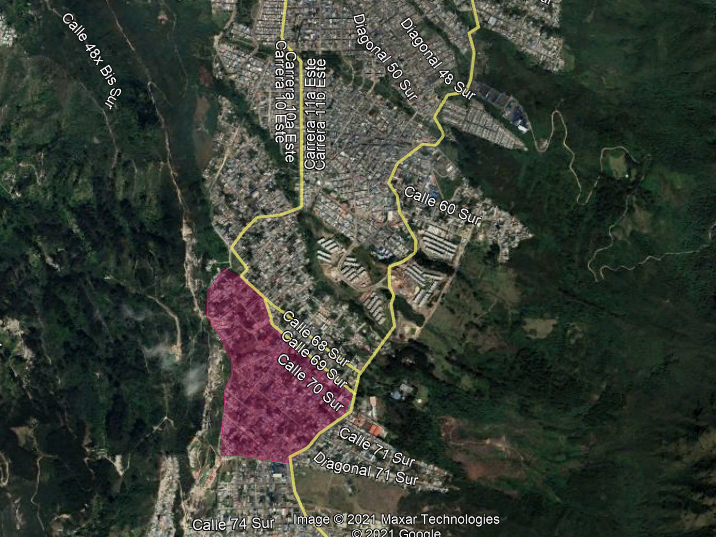 Calle 48x Bis Sur
Diagonal 50 Sur
Diagonal 48 Sur
Carrera 10 Este
Carrera 10a Este
Carrera 11a Este
Carrera 11b Este
Calle 60 Sur
Calle 68 Sur
Calle 69 Sur
Calle 70 Sur
Calle 71 Sur
Diagonal 71 Sur
Calle 74 Sur
Image © 2021 Maxar Technologies
© 2021 Google